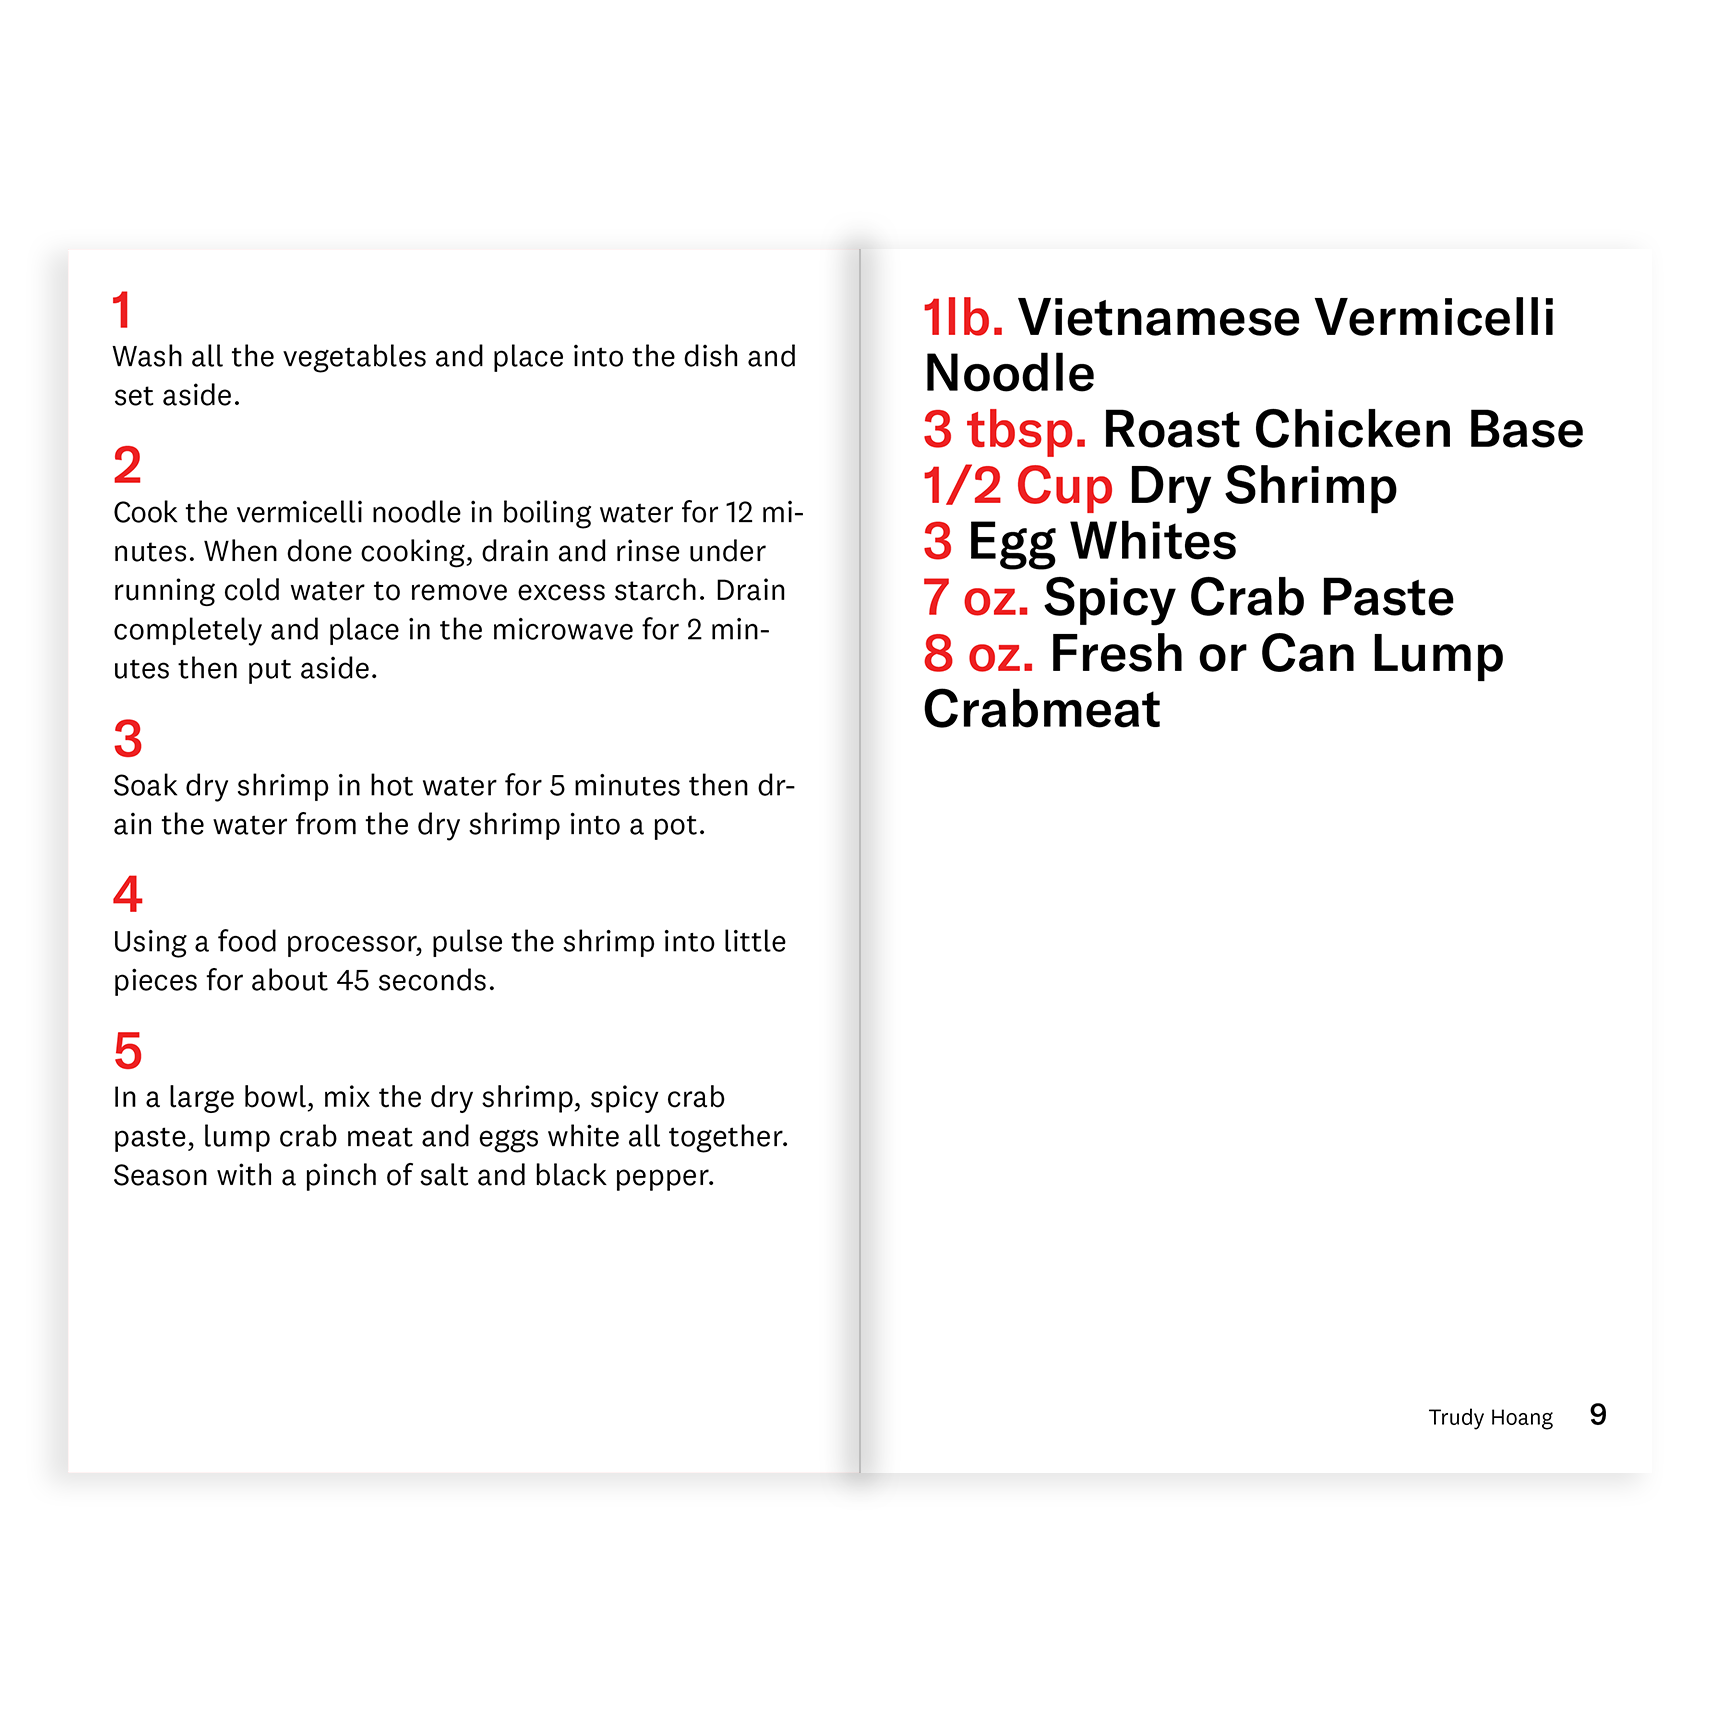 1
Wash all the vegetables and place into the dish and
set aside.
2
Cook the vermicelli noodle in boiling water for 12 mi-
nutes. When done cooking, drain and rinse under
running cold water to remove excess starch. Drain
completely and place in the microwave for 2 min-
utes then put aside.
3
Soak dry shrimp in hot water for 5 minutes then dr-
ain the water from the dry shrimp into a pot.
4
Using a food processor, pulse the shrimp into little
pieces for about 45 seconds.
5
In a large bowl, mix the dry shrimp, spicy crab
paste, lump crab meat and eggs white all together.
Season with a pinch of salt and black pepper.
1lb. Vietnamese Vermicelli
Noodle
3 tbsp. Roast Chicken Base
1/2 Cup Dry Shrimp
3 Egg Whites
7 oz. Spicy Crab Paste
8 oz. Fresh or Can Lump
Crabmeat
Trudy Hoang 9